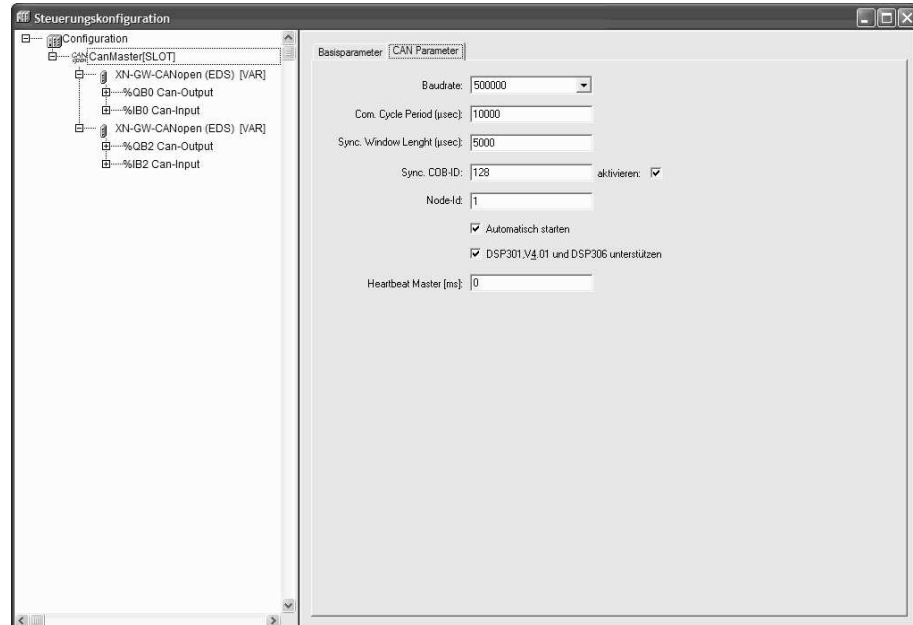 Steuerungskonfiguration
Configuration
CanMaster[SLOT]
XN-GW-CANopen (EDS) [VAR]
%QB0 Can-Output
%IB0 Can-Input
XN-GW-CANopen (EDS) [VAR]
%QB2 Can-Output
%IB2 Can-Input
Basisparameter CAN Parameter
Baudrate: 500000
Com. Cycle Period (µsec): 10000
Sync. Window Lenght (µsec): 5000
Sync. COB-ID: 128 aktivieren:
Node-Id: 1
Automatisch starten
DSP301,V4.01 und DSP306 unterstützen
Heartbeat Master [ms]: 0